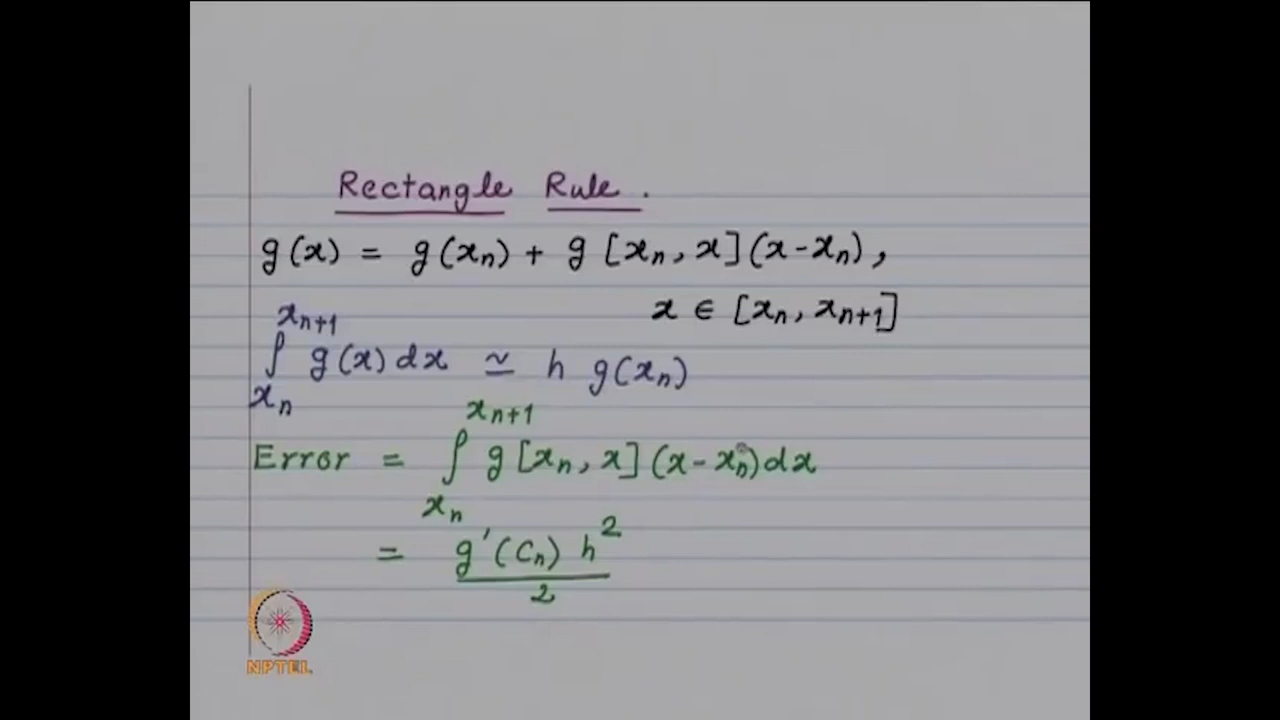 Rectangle Rule.
g(x) = g(xₙ) + g[xₙ, x](x-xₙ),
x ∈ [xₙ, xₙ₊₁]
∫_{xₙ}^{xₙ₊₁} g(x) dx ≃ h g(xₙ)
Error = ∫_{xₙ}^{xₙ₊₁} g[xₙ, x](x-xₙ)dx
= g′(cₙ) h² / 2
NPTEL